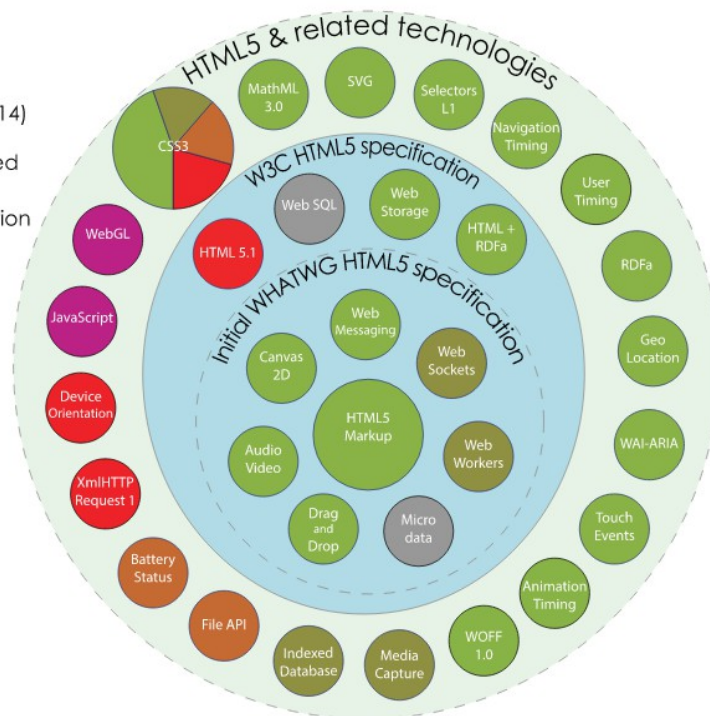 14)
ed
ion
HTML5 & related technologies
CSS3
MathML
3.0
SVG
Selectors
L1
Navigation
Timing
User
Timing
RDFa
Geo
Location
WAI-ARIA
Touch
Events
Animation
Timing
WOFF
1.0
Media
Capture
Indexed
Database
File API
Battery
Status
XmlHTTP
Request 1
Device
Orientation
JavaScript
WebGL
W3C HTML5 specification
HTML 5.1
Web SQL
Web
Storage
HTML +
RDFa
Initial WHATWG HTML5 specification
Web
Messaging
Canvas
2D
Web
Sockets
HTML5
Markup
Audio
Video
Web
Workers
Drag
and
Drop
Micro
data